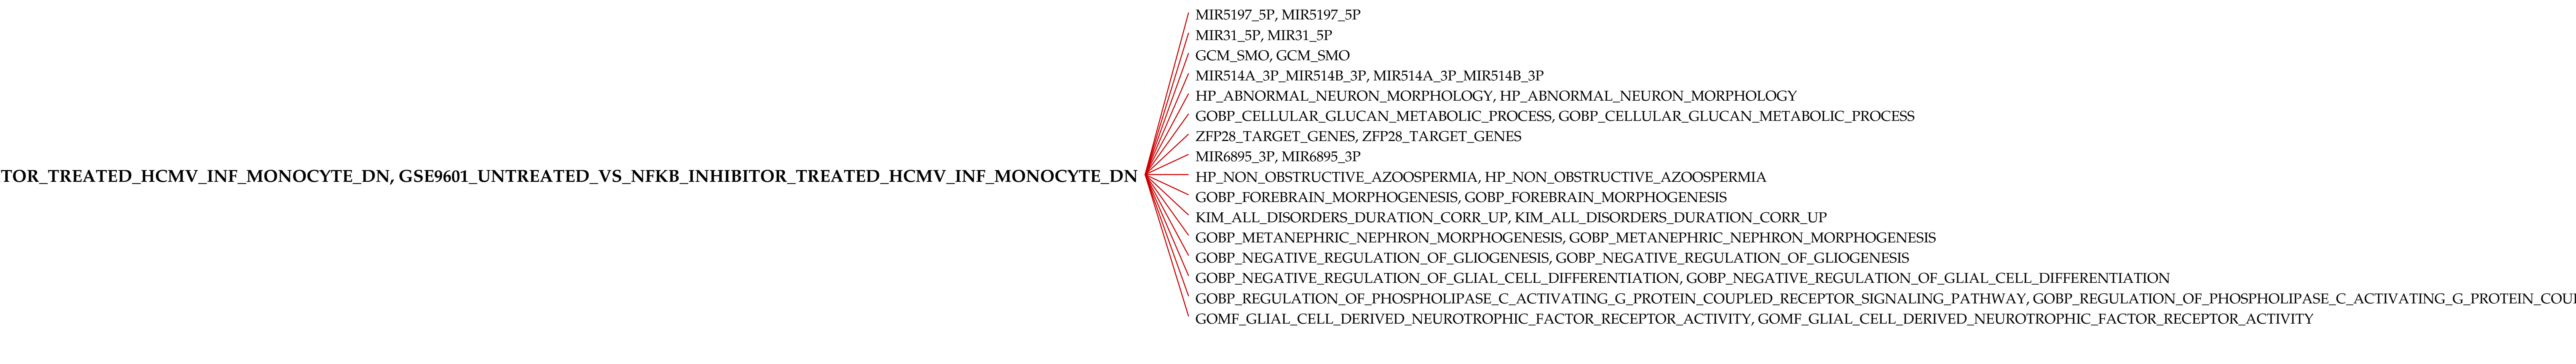 MIR5197_5P, MIR5197_5P
MIR31_5P, MIR31_5P
GCM_SMO, GCM_SMO
MIR514A_3P_MIR514B_3P, MIR514A_3P_MIR514B_3P
HP_ABNORMAL_NEURON_MORPHOLOGY, HP_ABNORMAL_NEURON_MORPHOLOGY
GOBP_CELLULAR_GLUCAN_METABOLIC_PROCESS, GOBP_CELLULAR_GLUCAN_METABOLIC_PROCESS
ZFP28_TARGET_GENES, ZFP28_TARGET_GENES
MIR6895_3P, MIR6895_3P
TOR_TREATED_HCMV_INF_MONOCYTE_DN, GSE9601_UNTREATED_VS_NFKB_INHIBITOR_TREATED_HCMV_INF_MONOCYTE_DN
HP_NON_OBSTRUCTIVE_AZOOSPERMIA, HP_NON_OBSTRUCTIVE_AZOOSPERMIA
GOBP_FOREBRAIN_MORPHOGENESIS, GOBP_FOREBRAIN_MORPHOGENESIS
KIM_ALL_DISORDERS_DURATION_CORR_UP, KIM_ALL_DISORDERS_DURATION_CORR_UP
GOBP_METANEPHRIC_NEPHRON_MORPHOGENESIS, GOBP_METANEPHRIC_NEPHRON_MORPHOGENESIS
GOBP_NEGATIVE_REGULATION_OF_GLIOGENESIS, GOBP_NEGATIVE_REGULATION_OF_GLIOGENESIS
GOBP_NEGATIVE_REGULATION_OF_GLIAL_CELL_DIFFERENTIATION, GOBP_NEGATIVE_REGULATION_OF_GLIAL_CELL_DIFFERENTIATION
GOBP_REGULATION_OF_PHOSPHOLIPASE_C_ACTIVATING_G_PROTEIN_COUPLED_RECEPTOR_SIGNALING_PATHWAY, GOBP_REGULATION_OF_PHOSPHOLIPASE_C_ACTIVATING_G_PROTEIN_COU
GOMF_GLIAL_CELL_DERIVED_NEUROTROPHIC_FACTOR_RECEPTOR_ACTIVITY, GOMF_GLIAL_CELL_DERIVED_NEUROTROPHIC_FACTOR_RECEPTOR_ACTIVITY